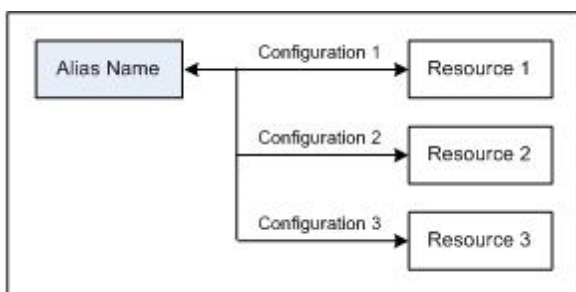 Alias Name
Configuration 1
Resource 1
Configuration 2
Resource 2
Configuration 3
Resource 3